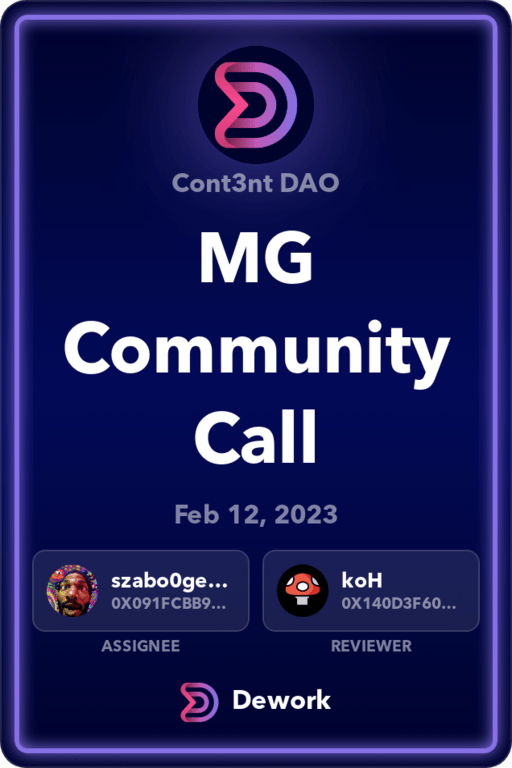 Cont3nt DAO
MG
Community
Call
Feb 12, 2023
szabo0ge...
0X091FCBB9...
ASSIGNEE
koH
0X140D3F60...
REVIEWER
Dework